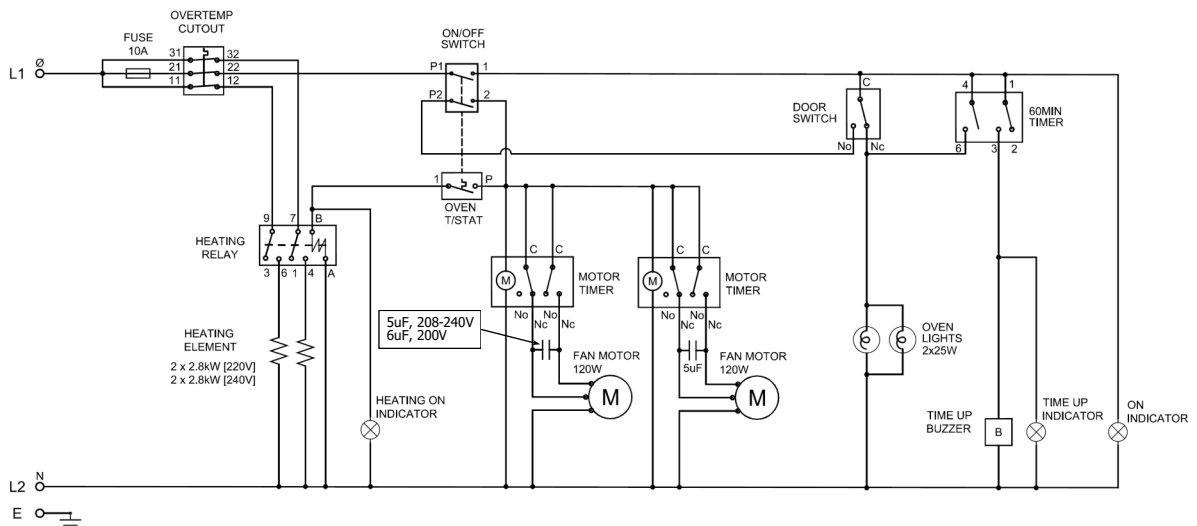 OVERTEMP
CUTOUT
FUSE
10A
31
32
21
22
11
12
L1 Ø
ON/OFF
SWITCH
P1
1
P2
2
DOOR
SWITCH
C
No
Nc
4
1
60MIN
TIMER
6
3
2
1
P
OVEN
T/STAT
HEATING
RELAY
9
7
B
3
6
1
4
A
C
C
M
MOTOR
TIMER
No
No
Nc
Nc
C
C
M
MOTOR
TIMER
No
No
Nc
Nc
5uF, 208-240V
6uF, 200V
HEATING
ELEMENT
2 x 2.8kW [220V]
2 x 2.8kW [240V]
FAN MOTOR
120W
M
5uF
FAN MOTOR
120W
M
OVEN
LIGHTS
2x25W
HEATING ON
INDICATOR
TIME UP
BUZZER
B
TIME UP
INDICATOR
ON
INDICATOR
L2 N
E